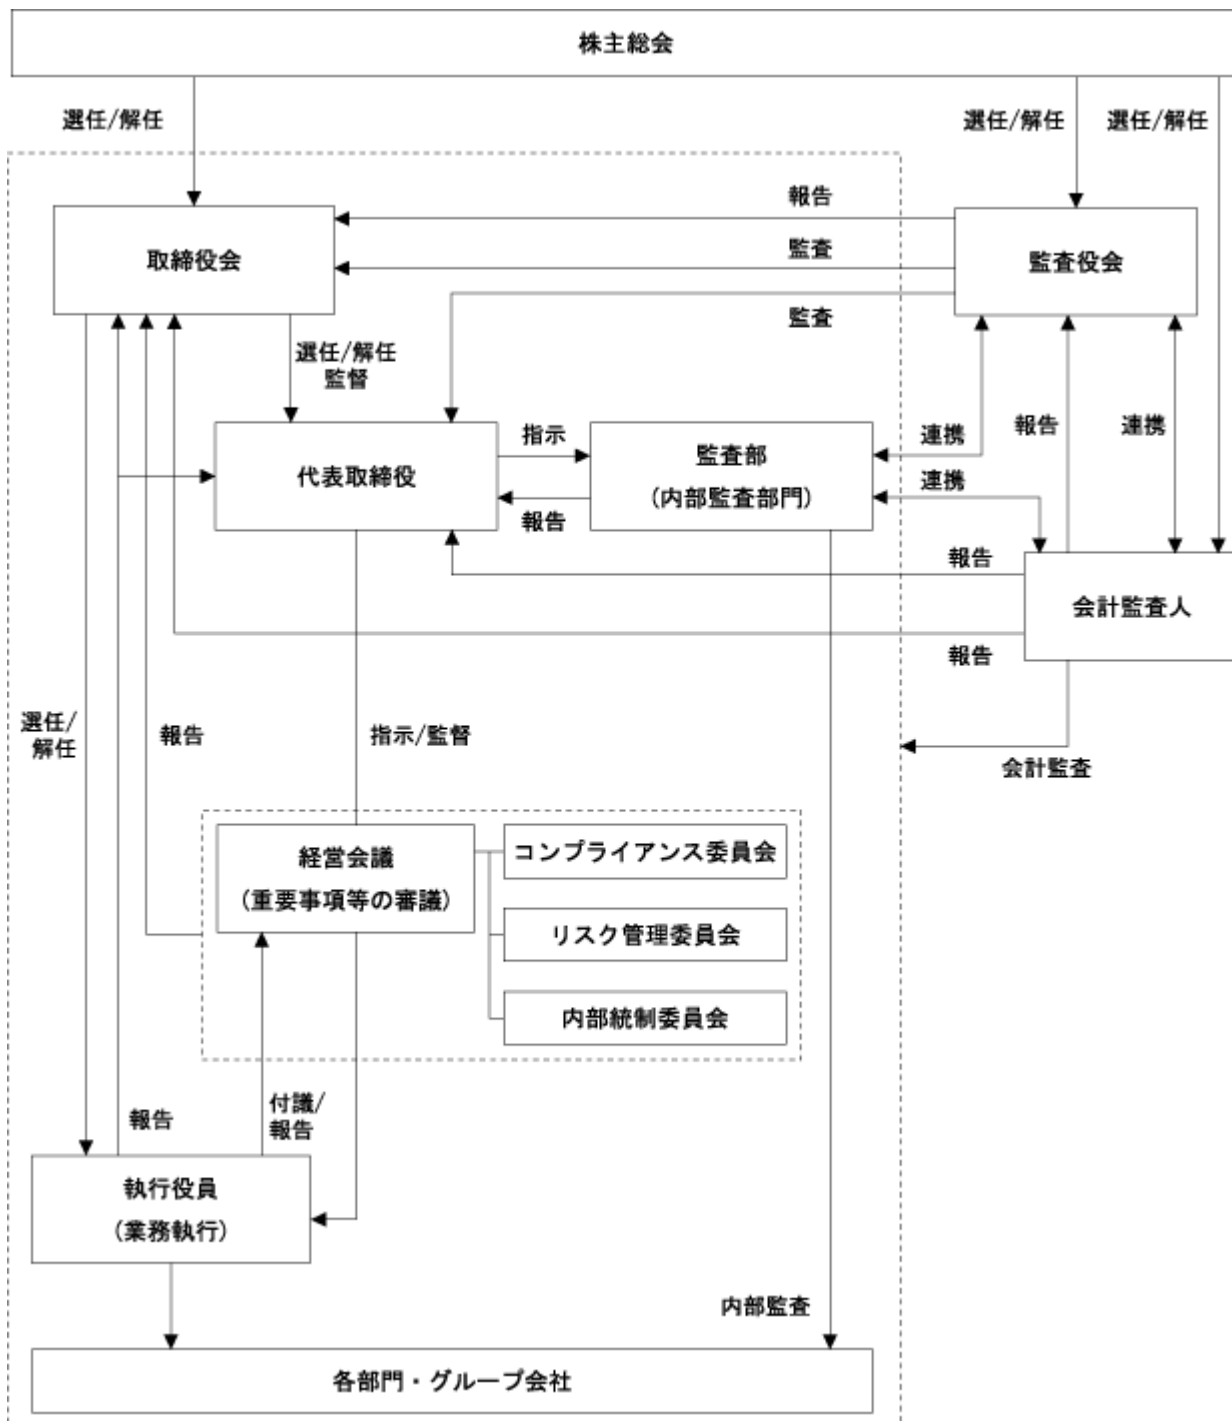 株主総会
選任/解任
選任/解任
選任/解任
報告
取締役会
監査役会
監査
監査
選任/解任
監督
指示
監査部
(内部監査部門)
代表取締役
報告
連携
報告
連携
連携
報告
会計監査人
報告
選任/
解任
報告
指示/監督
会計監査
経営会議
(重要事項等の審議)
コンプライアンス委員会
リスク管理委員会
内部統制委員会
報告
付議/
報告
執行役員
(業務執行)
内部監査
各部門・グループ会社